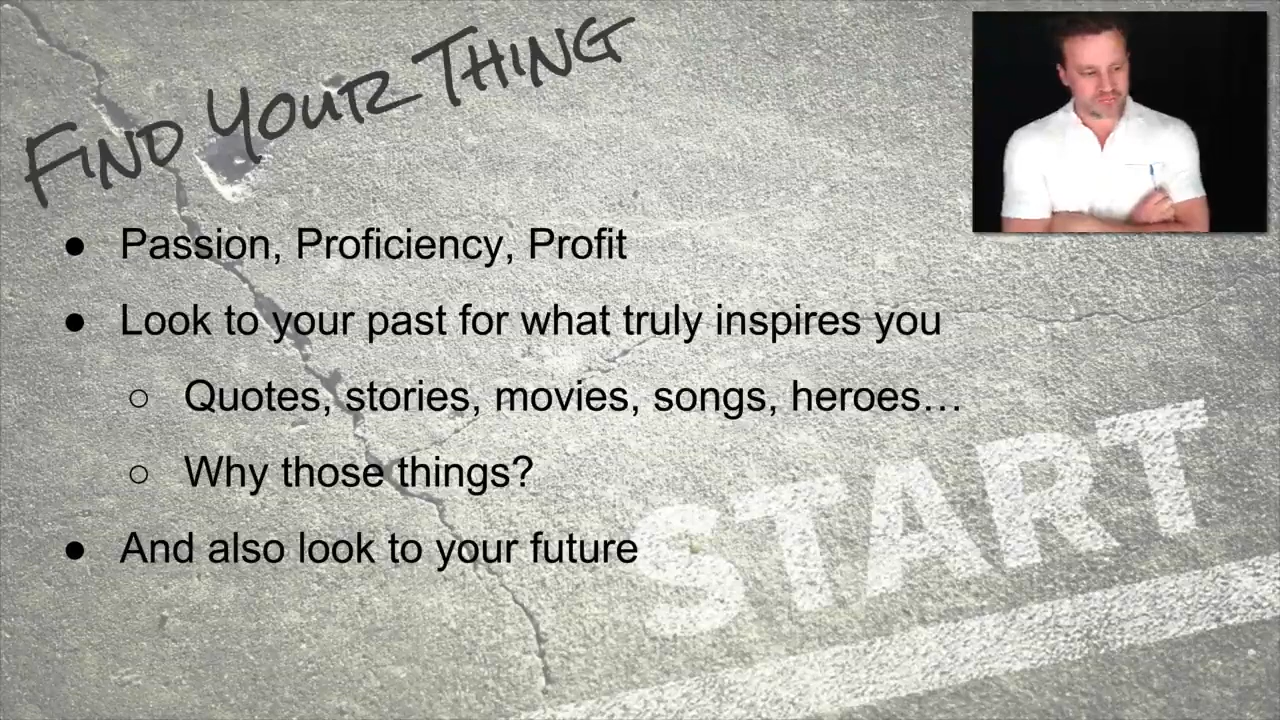 FIND YOUR THING
● Passion, Proficiency, Profit
● Look to your past for what truly inspires you
○ Quotes, stories, movies, songs, heroes…
○ Why those things?
● And also look to your future
START